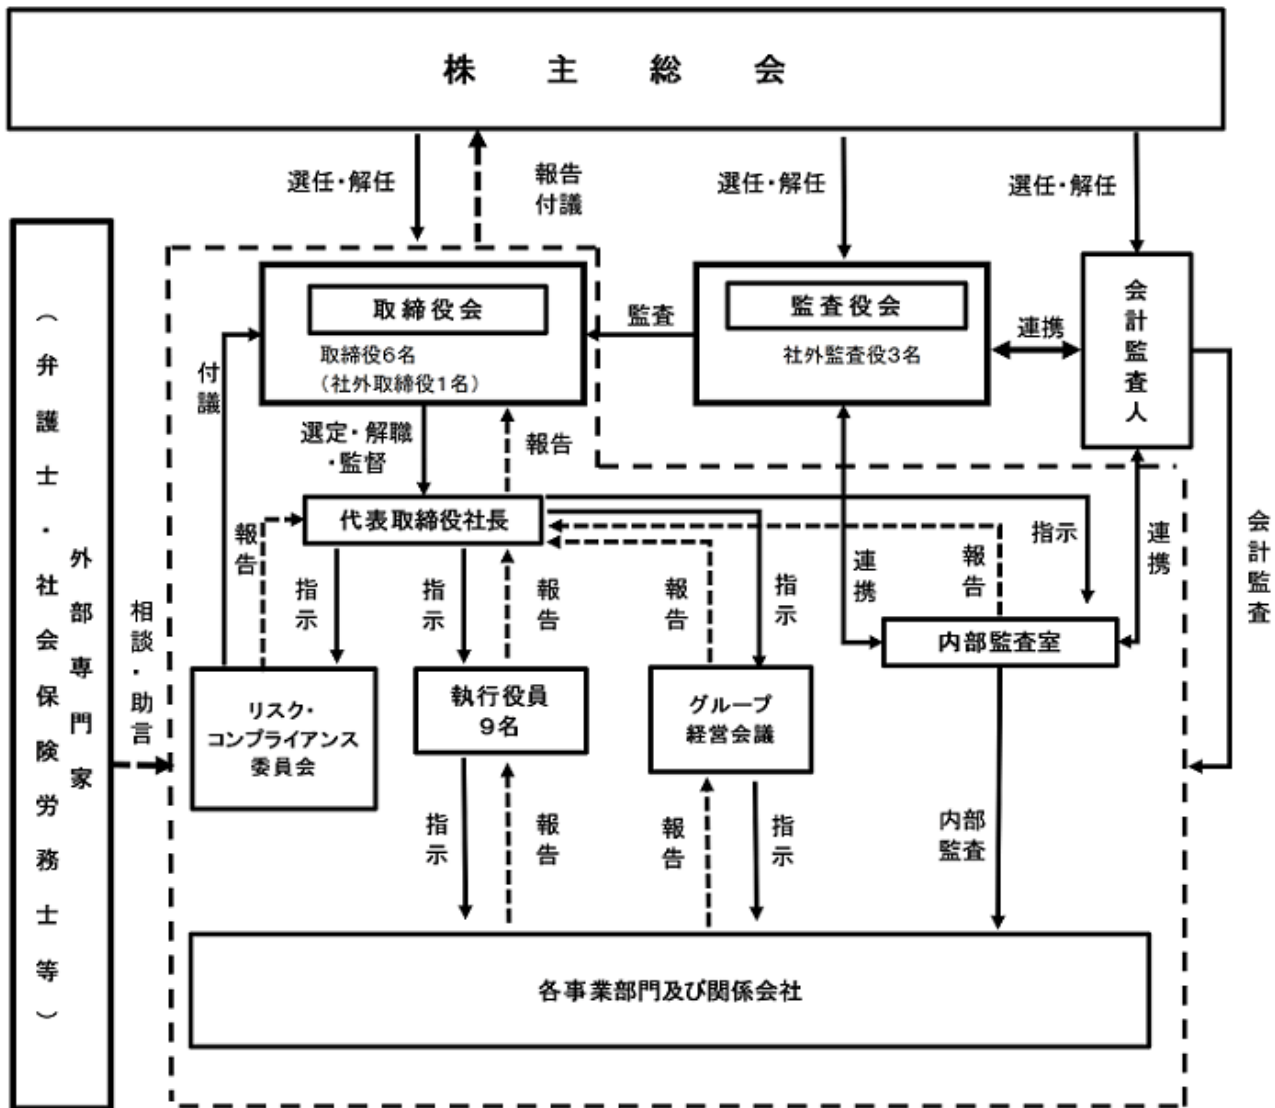 株主総会
選任・解任
報告
付議
選任・解任
選任・解任
取締役会
取締役6名
（社外取締役1名）
監査
監査役会
社外監査役3名
連携
会計監査人
付議
選定・解職
・監督
報告
代表取締役社長
報告
指示
指示
報告
報告
指示
連携
報告
指示
連携
会計監査
内部監査室
リスク・
コンプライアンス
委員会
執行役員
9名
グループ
経営会議
外部専門家
（弁護士・社会保険労務士等）
相談・助言
指示
報告
報告
指示
内部
監査
各事業部門及び関係会社